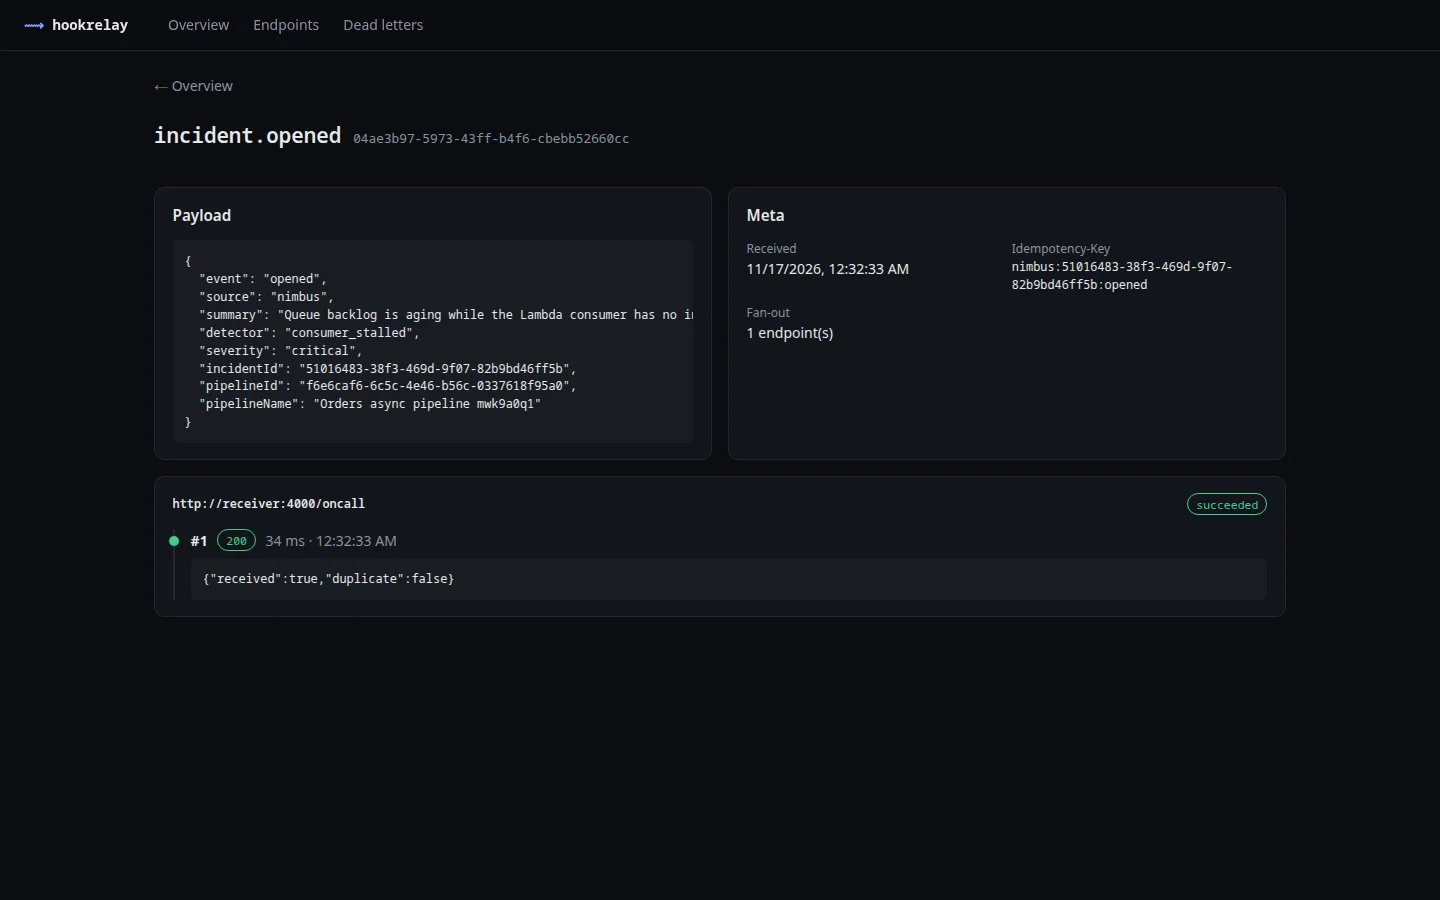 hookrelay Overview Endpoints Dead letters
← Overview
incident.opened 04ae3b97-5973-43ff-b4f6-cbebb52660cc
Payload
{
  "event": "opened",
  "source": "nimbus",
  "summary": "Queue backlog is aging while the Lambda consumer has no
  "detector": "consumer_stalled",
  "severity": "critical",
  "incidentId": "51016483-38f3-469d-9f07-82b9bd46ff5b",
  "pipelineId": "f6e6caf6-6c5c-4e46-b56c-0337618f95a0",
  "pipelineName": "Orders async pipeline mwk9a0q1"
}
Meta
Received
11/17/2026, 12:32:33 AM
Idempotency-Key
nimbus:51016483-38f3-469d-9f07-
82b9bd46ff5b:opened
Fan-out
1 endpoint(s)
http://receiver:4000/oncall succeeded
#1 200 34 ms · 12:32:33 AM
{"received":true,"duplicate":false}